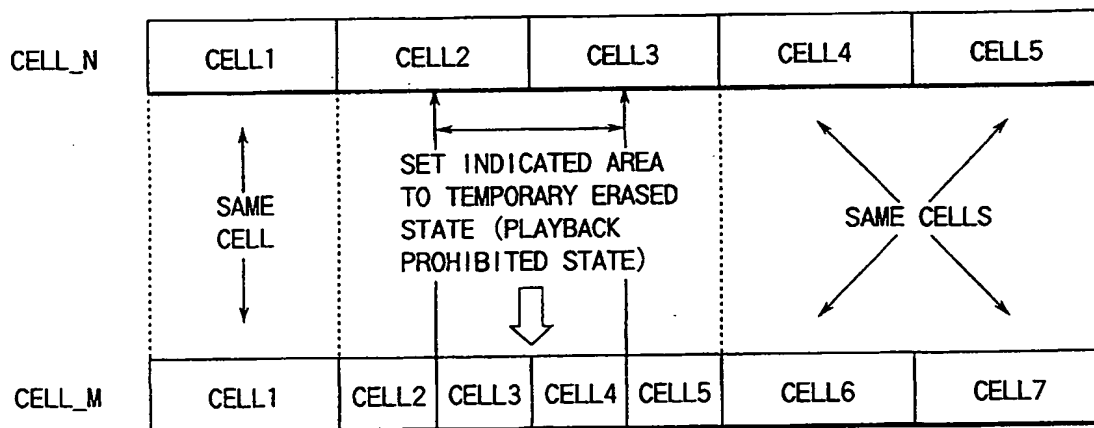 CELL_N CELL1 CELL2 CELL3 CELL4 CELL5
SET INDICATED AREA
TO TEMPORARY ERASED
STATE (PLAYBACK
PROHIBITED STATE)
SAME
CELL
SAME CELLS
CELL_M CELL1 CELL2 CELL3 CELL4 CELL5 CELL6 CELL7